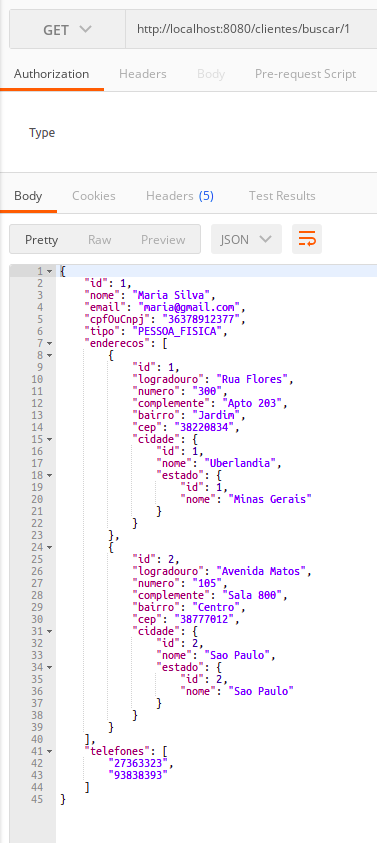 GET http://localhost:8080/clientes/buscar/1
Authorization Headers Body Pre-request Script
Type
Body Cookies Headers (5) Test Results
Pretty Raw Preview JSON
1 {
2 "id": 1,
3 "nome": "Maria Silva",
4 "email": "maria@gmail.com",
5 "cpfOuCnpj": "36378912377",
6 "tipo": "PESSOA_FISICA",
7 "enderecos": [
8 {
9 "id": 1,
10 "logradouro": "Rua Flores",
11 "numero": "300",
12 "complemento": "Apto 203",
13 "bairro": "Jardim",
14 "cep": "38220834",
15 "cidade": {
16 "id": 1,
17 "nome": "Uberlandia",
18 "estado": {
19 "id": 1,
20 "nome": "Minas Gerais"
21 }
22 }
23 },
24 {
25 "id": 2,
26 "logradouro": "Avenida Matos",
27 "numero": "105",
28 "complemento": "Sala 800",
29 "bairro": "Centro",
30 "cep": "38777012",
31 "cidade": {
32 "id": 2,
33 "nome": "Sao Paulo",
34 "estado": {
35 "id": 2,
36 "nome": "Sao Paulo"
37 }
38 }
39 }
40 ],
41 "telefones": [
42 "27363323",
43 "93838393"
44 ]
45 }